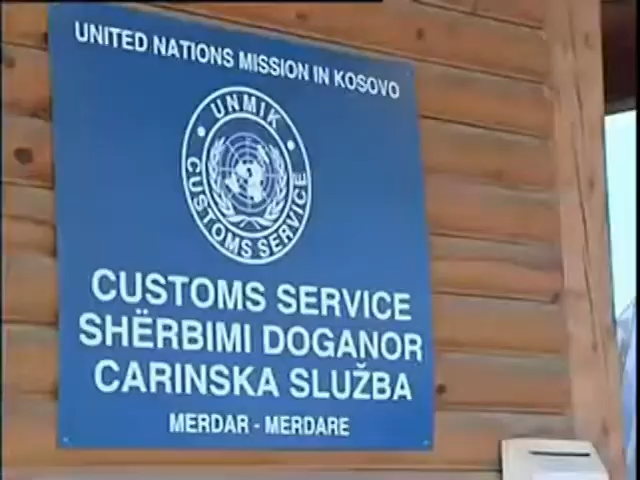 UNITED NATIONS MISSION IN KOSOVO
UNMIK
CUSTOMS SERVICE
CUSTOMS SERVICE
SHËRBIMI DOGANOR
CARINSKA SLUŽBA
MERDAR - MERDARE